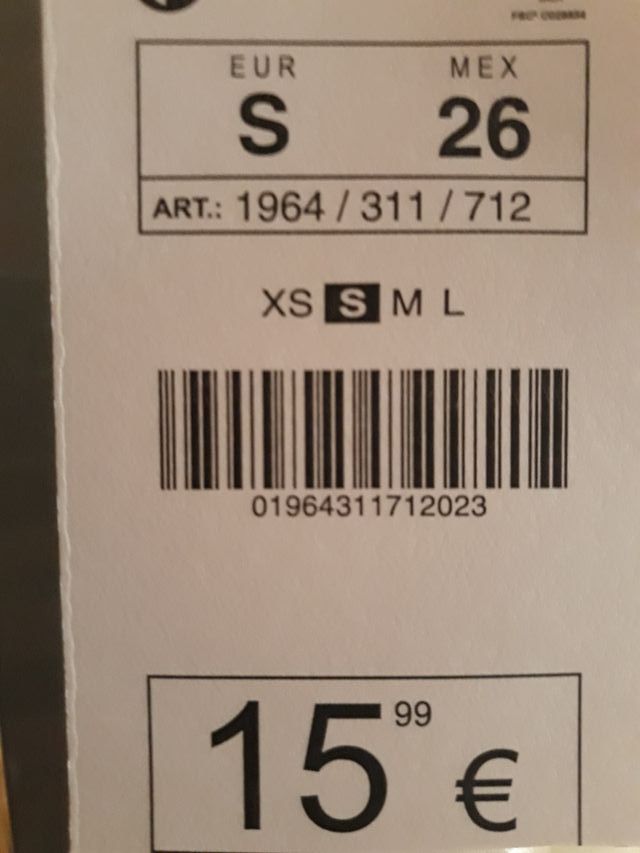 EUR MEX
S 26
ART.: 1964 / 311 / 712
XS S M L
01964311712023
15 99 €